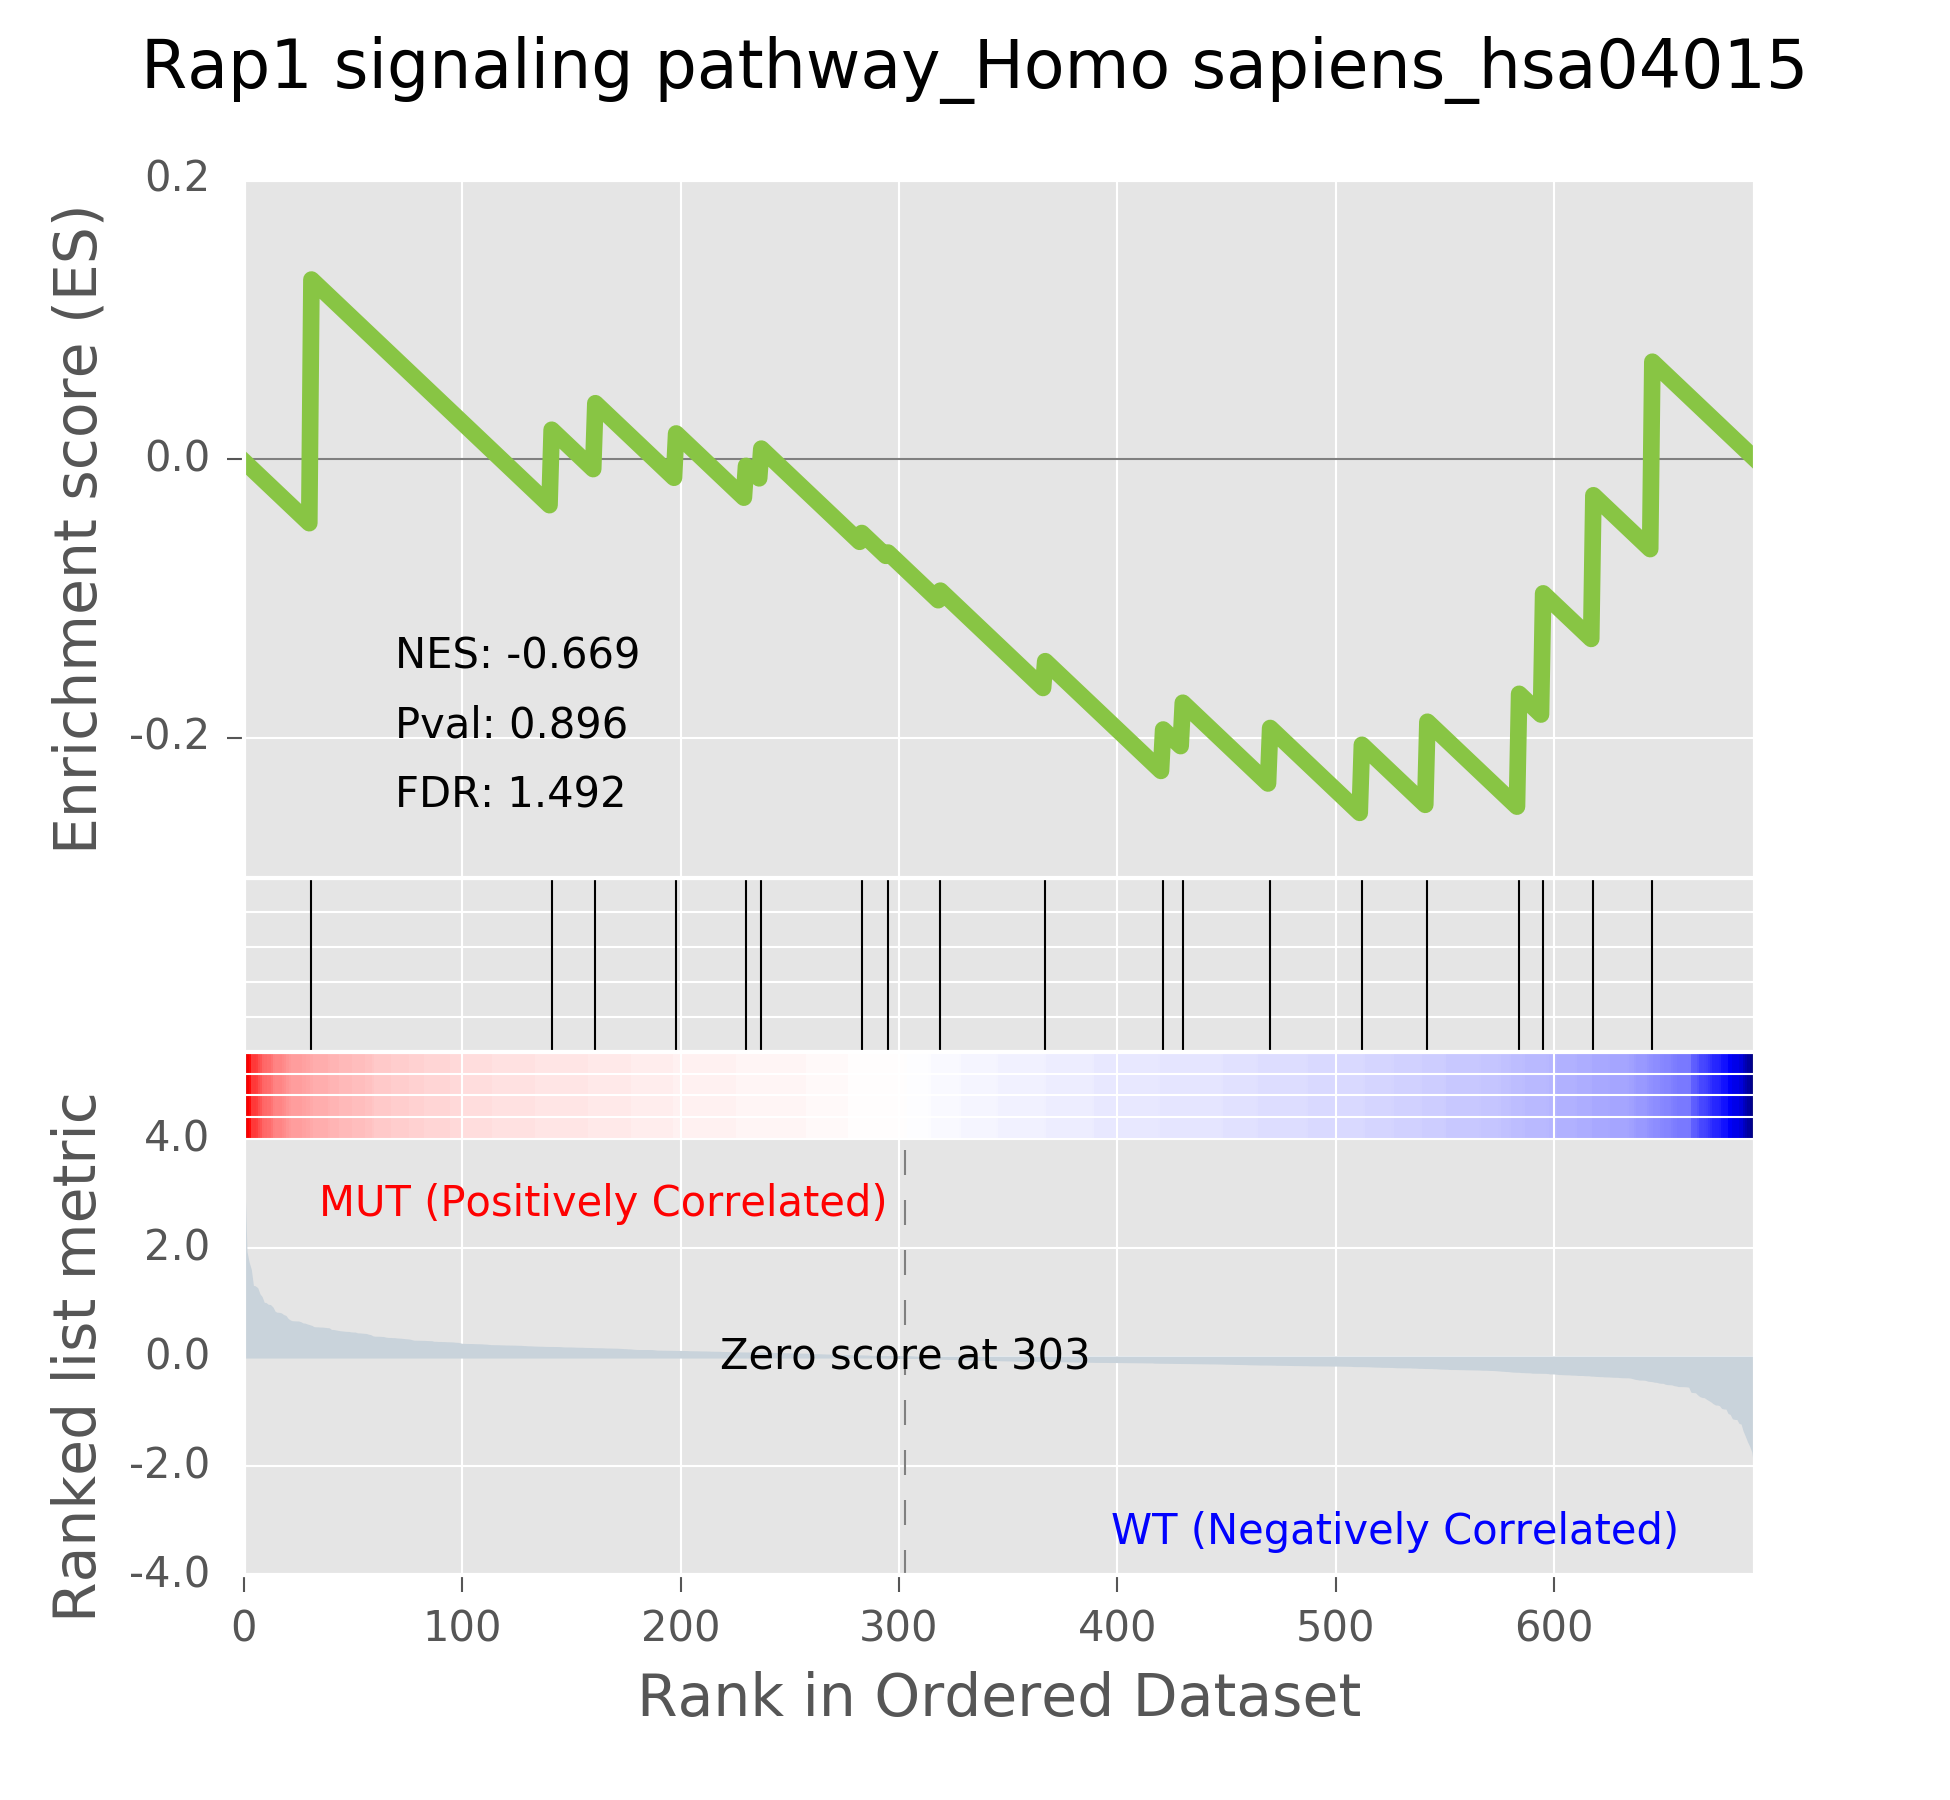 Rap1 signaling pathway_Homo sapiens_hsa04015
Enrichment score (ES)
0.2
0.0
-0.2
NES: -0.669
Pval: 0.896
FDR: 1.492
Ranked list metric
4.0
2.0
0.0
-2.0
-4.0
MUT (Positively Correlated)
Zero score at 303
WT (Negatively Correlated)
0 100 200 300 400 500 600
Rank in Ordered Dataset